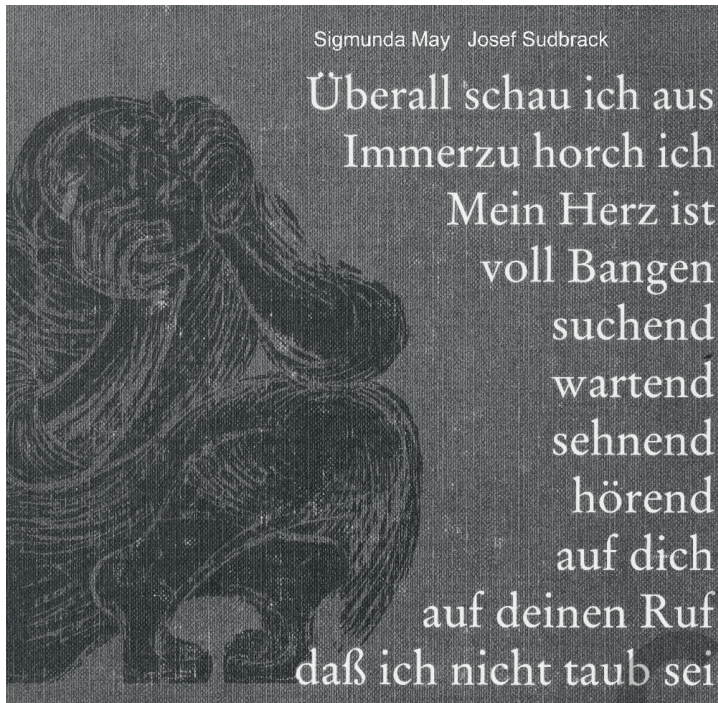 Sigmunda May   Josef Sudbrack
Überall schau ich aus
Immerzu horch ich
Mein Herz ist
voll Bangen
suchend
wartend
sehnend
hörend
auf dich
auf deinen Ruf
daß ich nicht taub sei